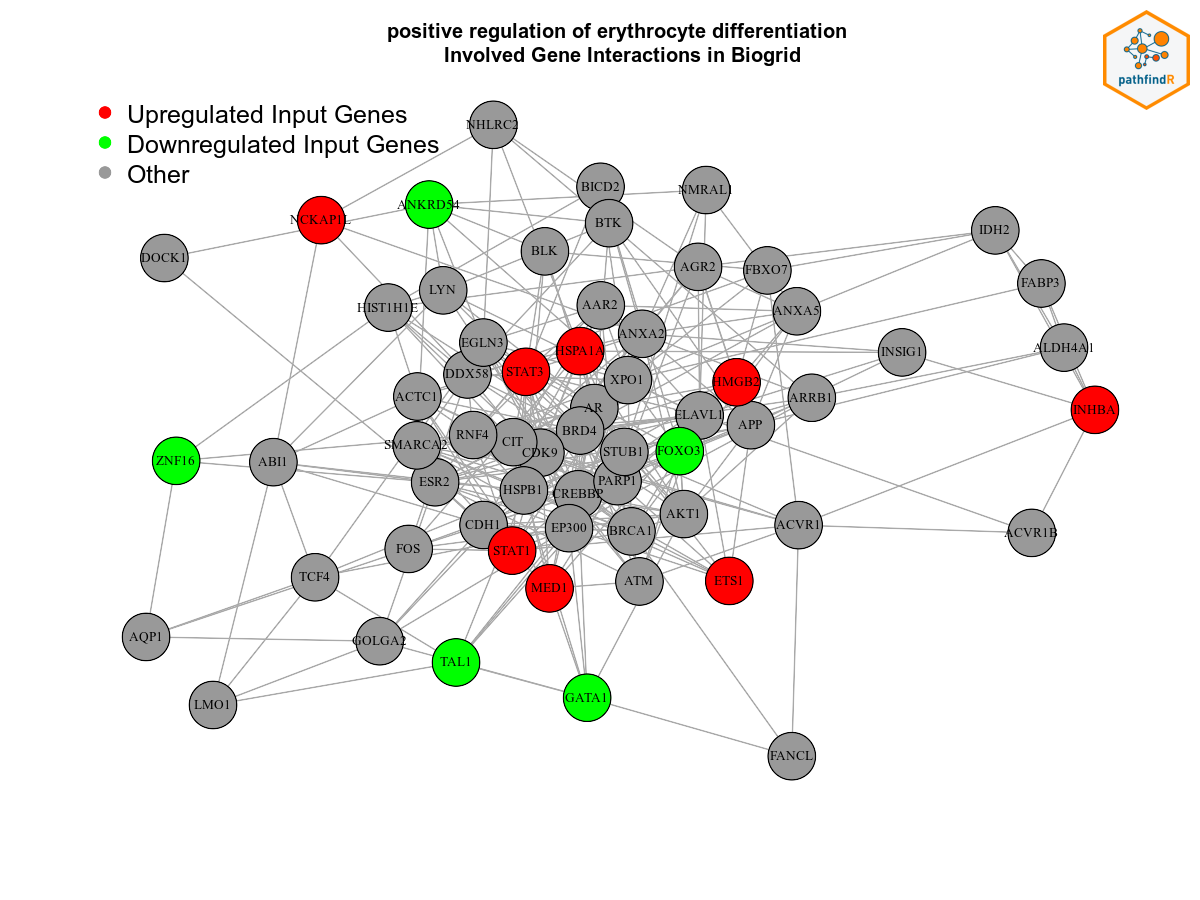 positive regulation of erythrocyte differentiation
Involved Gene Interactions in Biogrid
pathfindR
Upregulated Input Genes
Downregulated Input Genes
Other
NHLRC2
BICD2
NMRAL1
ANKRD54
NCKAP1L
BTK
IDH2
DOCK1
BLK
AGR2
FBXO7
FABP3
LYN
HIST1H1E
AAR2
ANXA5
ANXA2
EGLN3
HSPA1A
INSIG1
ALDH4A1
DDX58
STAT3
XPO1
HMGB2
ACTC1
ARRB1
AR
INHBA
ELAVL1
APP
BRD4
RNF4
CIT
SMARCA2
CDK9
STUB1
FOXO3
ZNF16
ABI1
ESR2
HSPB1
PARP1
CREBBP
AKT1
CDH1
EP300
BRCA1
ACVR1
ACVR1B
FOS
STAT1
TCF4
MED1
ATM
ETS1
AQP1
GOLGA2
TAL1
LMO1
GATA1
FANCL